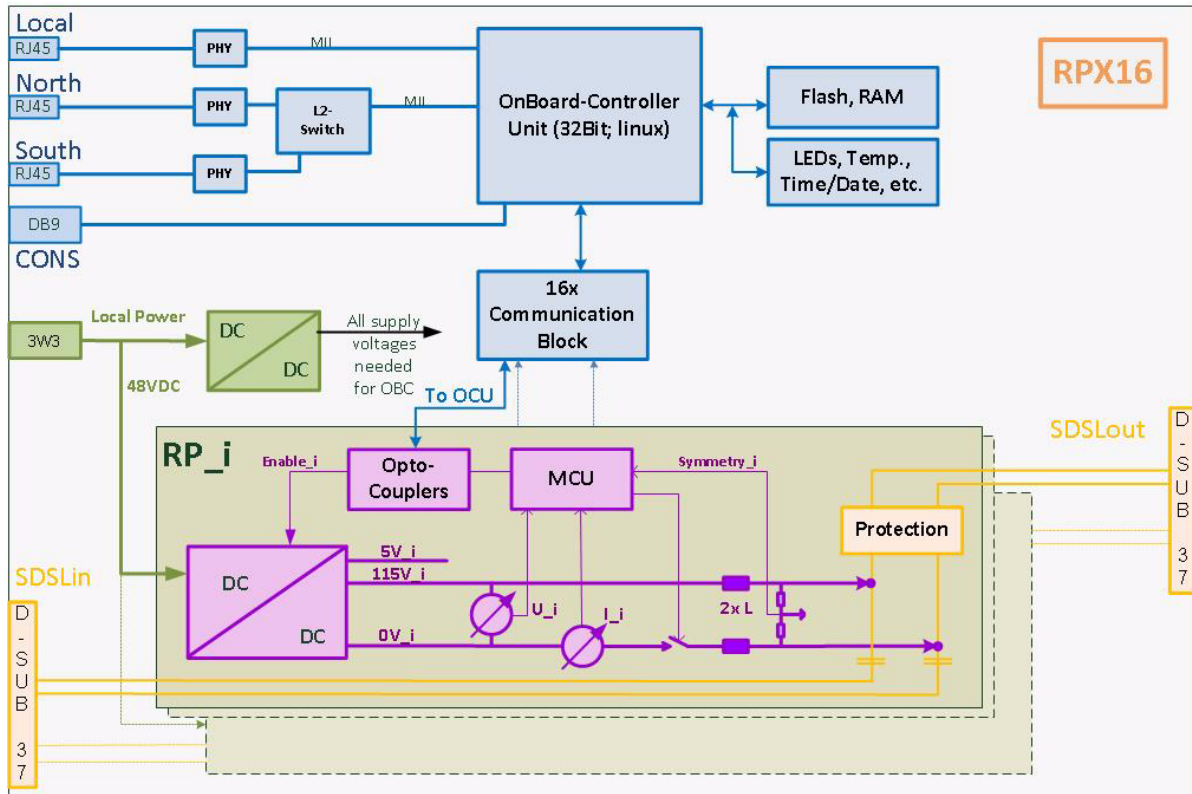 Local
RJ45
PHY
MII
North
RJ45
PHY
L2-
Switch
MII
South
RJ45
PHY
DB9
CONS
OnBoard-Controller
Unit (32Bit; linux)
Flash, RAM
LEDs, Temp.,
Time/Date, etc.
RPX16
16x
Communication
Block
3W3
Local Power
48VDC
DC
DC
All supply
voltages
needed
for OBC
To OCU
RP_i
Enable_i
Opto-
Couplers
MCU
Symmetry_i
DC
DC
5V_i
115V_i
0V_i
U_i
I_i
2x L
Protection
SDSLout
D
-
S
U
B
3
7
SDSLin
D
-
S
U
B
3
7